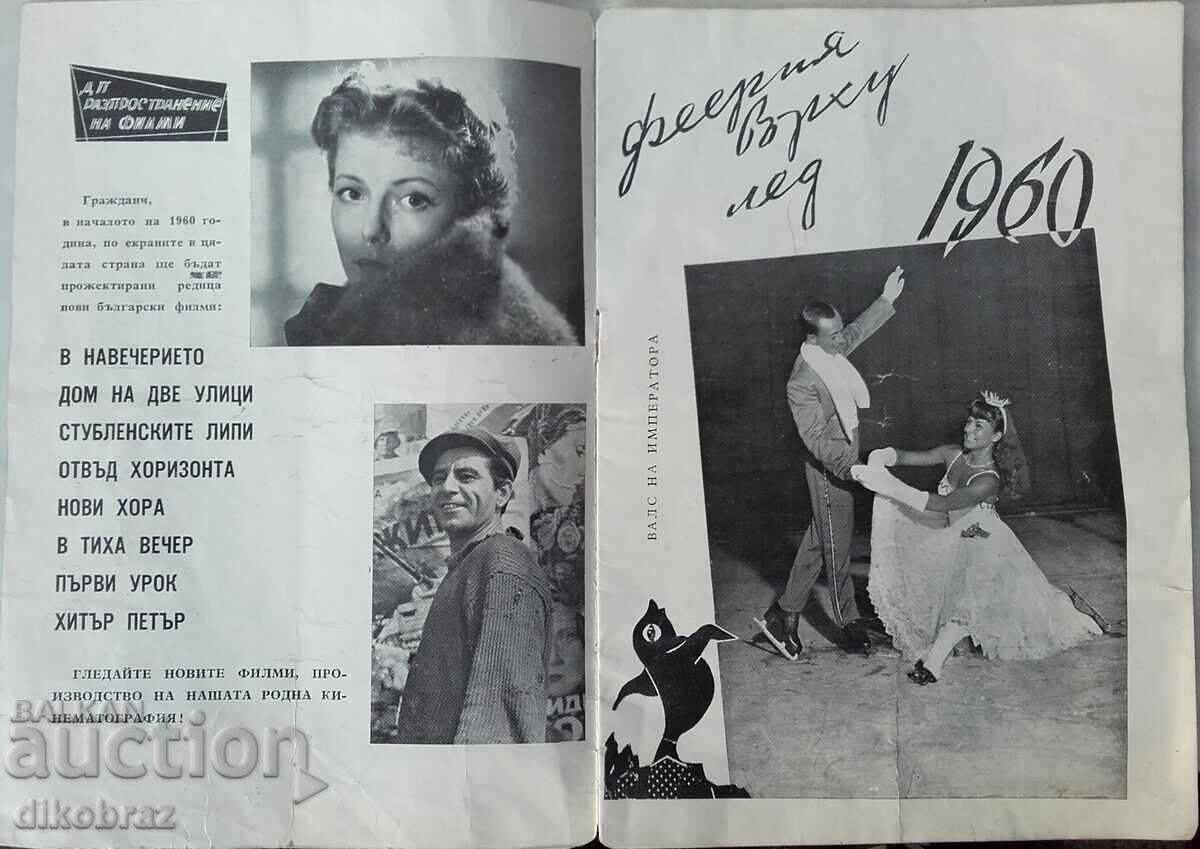 ДП
РАЗПРОСТРАНЕНИЕ
НА ФИЛМИ
Граждани,
в началото на 1960 го-
дина, по екраните в ця-
лата страна ще бъдат
прожектирани редица
нови български филми:
В НАВЕЧЕРИЕТО
ДОМ НА ДВЕ УЛИЦИ
СТУБЛЕНСКИТЕ ЛИПИ
ОТВЪД ХОРИЗОНТА
НОВИ ХОРА
В ТИХА ВЕЧЕР
ПЪРВИ УРОК
ХИТЪР ПЕТЪР
ГЛЕДАЙТЕ НОВИТЕ ФИЛМИ, ПРО-
ИЗВОДСТВО НА НАШАТА РОДНА КИ-
НЕМАТОГРАФИЯ!
BALKAN
auction
dikobraz
феерия
върху
лед
1960
ВАЛС НА ИМПЕРАТОРА